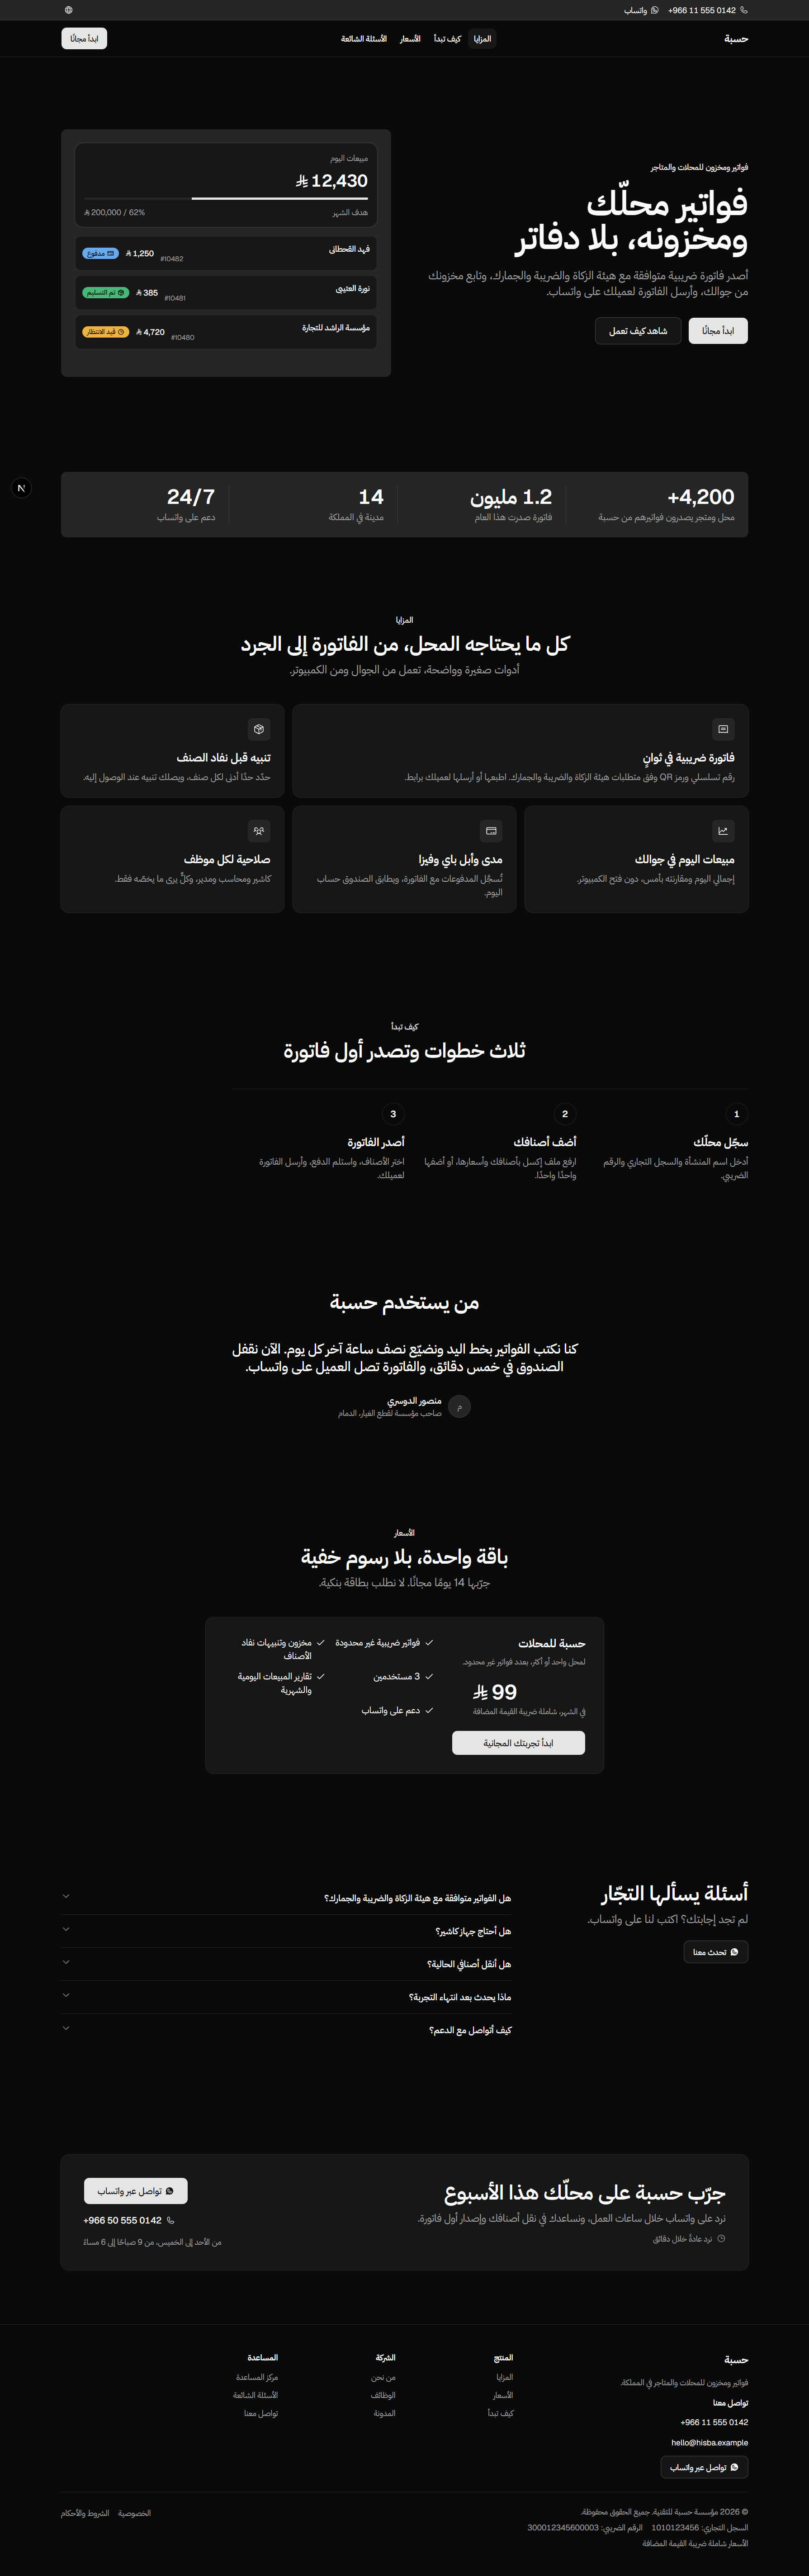 +966 11 555 0142
واتساب
حسبة
المزايا
كيف تبدأ
الأسعار
الأسئلة الشائعة
ابدأ مجانًا
فواتير ومخزون للمحلات والمتاجر
فواتير محلّك
ومخزونه، بلا دفاتر
أصدر فاتورة ضريبية متوافقة مع هيئة الزكاة والضريبة والجمارك، وتابع مخزونك
من جوالك، وأرسل الفاتورة لعميلك على واتساب.
ابدأ مجانًا
شاهد كيف تعمل
مبيعات اليوم
12,430
هدف الشهر
62% / 200,000
فهد القحطاني
#10482
1,250
مدفوع
نورة العتيبي
#10481
385
تم التسليم
مؤسسة الراشد للتجارة
#10480
4,720
قيد الانتظار
+4,200
محل ومتجر يصدرون فواتيرهم من حسبة
1.2 مليون
فاتورة صدرت هذا العام
14
مدينة في المملكة
24/7
دعم على واتساب
المزايا
كل ما يحتاجه المحل، من الفاتورة إلى الجرد
أدوات صغيرة وواضحة، تعمل من الجوال ومن الكمبيوتر.
فاتورة ضريبية في ثوانٍ
رقم تسلسلي ورمز QR وفق متطلبات هيئة الزكاة والضريبة والجمارك. اطبعها أو أرسلها لعميلك برابط.
تنبيه قبل نفاد الصنف
حدّد حدًا أدنى لكل صنف، ويصلك تنبيه عند الوصول إليه.
مبيعات اليوم في جوالك
إجمالي اليوم ومقارنته بأمس، دون فتح الكمبيوتر.
مدى وأبل باي وفيزا
تُسجَّل المدفوعات مع الفاتورة، ويطابق الصندوق حساب
اليوم.
صلاحية لكل موظف
كاشير ومحاسب ومدير، وكلٌّ يرى ما يخصّه فقط.
كيف تبدأ
ثلاث خطوات وتصدر أول فاتورة
1
سجّل محلّك
أدخل اسم المنشأة والسجل التجاري والرقم
الضريبي.
2
أضف أصنافك
ارفع ملف إكسل بأصنافك وأسعارها، أو أضفها
واحدًا واحدًا.
3
أصدر الفاتورة
اختر الأصناف، واستلم الدفع، وأرسل الفاتورة
لعميلك.
من يستخدم حسبة
كنا نكتب الفواتير بخط اليد ونضيّع نصف ساعة آخر كل يوم. الآن نقفل
الصندوق في خمس دقائق، والفاتورة تصل العميل على واتساب.
م
منصور الدوسري
صاحب مؤسسة لقطع الغيار، الدمام
الأسعار
باقة واحدة، بلا رسوم خفية
جرّبها 14 يومًا مجانًا. لا نطلب بطاقة بنكية.
حسبة للمحلات
لمحل واحد أو أكثر، بعدد فواتير غير محدود.
99
في الشهر، شاملة ضريبة القيمة المضافة
ابدأ تجربتك المجانية
فواتير ضريبية غير محدودة
مخزون وتنبيهات نفاد
الأصناف
3 مستخدمين
تقارير المبيعات اليومية
والشهرية
دعم على واتساب
أسئلة يسألها التجّار
لم تجد إجابتك؟ اكتب لنا على واتساب.
تحدث معنا
هل الفواتير متوافقة مع هيئة الزكاة والضريبة والجمارك؟
هل أحتاج جهاز كاشير؟
هل أنقل أصنافي الحالية؟
ماذا يحدث بعد انتهاء التجربة؟
كيف أتواصل مع الدعم؟
جرّب حسبة على محلّك هذا الأسبوع
نرد على واتساب خلال ساعات العمل، ونساعدك في نقل أصنافك وإصدار أول فاتورة.
نرد عادةً خلال دقائق
تواصل عبر واتساب
+966 50 555 0142
من الأحد إلى الخميس، من 9 صباحًا إلى 6 مساءً
حسبة
فواتير ومخزون للمحلات والمتاجر في المملكة.
تواصل معنا
+966 11 555 0142
hello@hisba.example
تواصل عبر واتساب
المنتج
المزايا
الأسعار
كيف تبدأ
الشركة
من نحن
الوظائف
المدونة
المساعدة
مركز المساعدة
الأسئلة الشائعة
تواصل معنا
© 2026 مؤسسة حسبة للتقنية. جميع الحقوق محفوظة.
السجل التجاري: 1010123456
الرقم الضريبي: 300012345600003
الأسعار شاملة ضريبة القيمة المضافة
الخصوصية
الشروط والأحكام
N